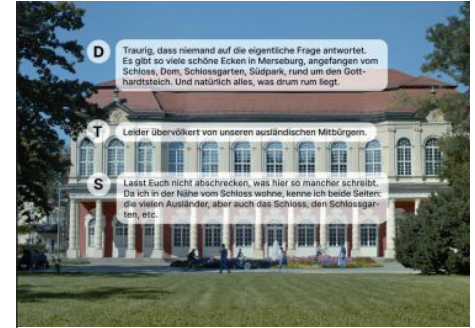 D
Traurig, dass niemand auf die eigentliche Frage antwortet.
Es gibt so viele schöne Ecken in Merseburg, angefangen vom
Schloss, Dom, Schlossgarten, Südpark, rund um den Gott-
hardtsteich. Und natürlich alles, was drum rum liegt.
T
Leider übervölkert von unseren ausländischen Mitbürgern.
S
Lasst Euch nicht abschrecken, was hier so mancher schreibt.
Da ich in der Nähe vom Schloss wohne, kenne ich beide Seiten:
die vielen Ausländer, aber auch das Schloss, den Schlossgar-
ten, etc.